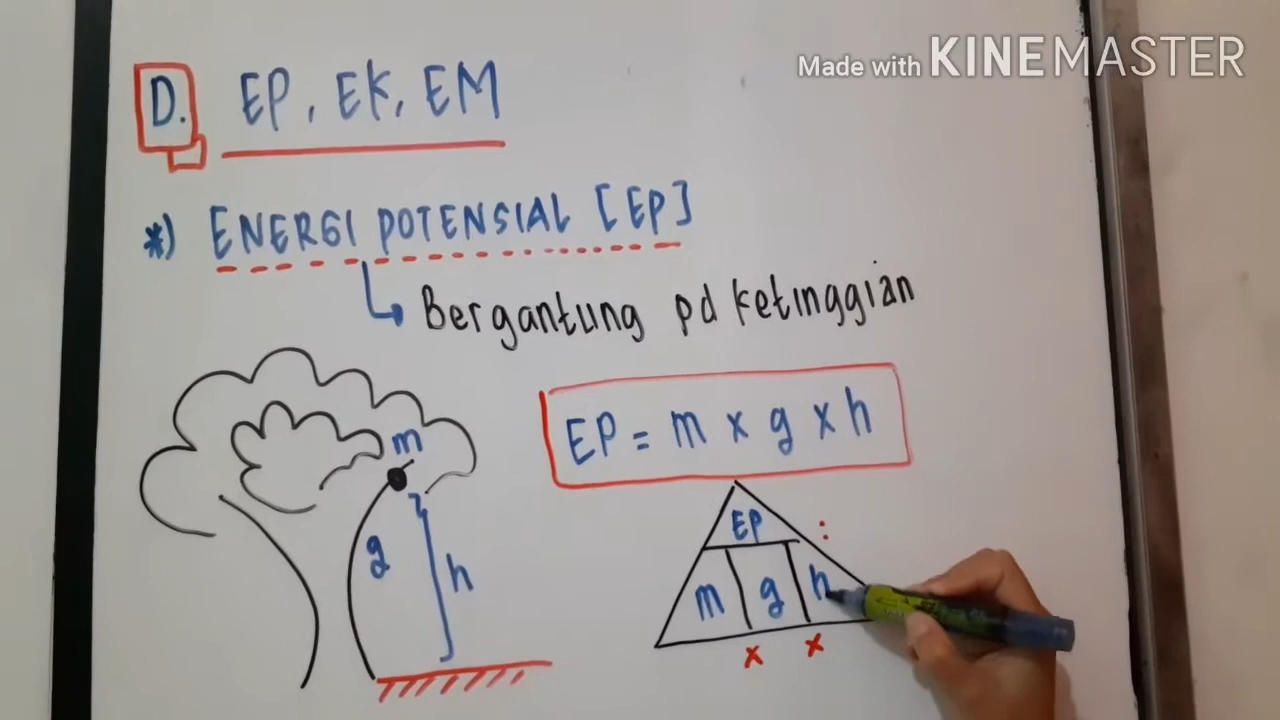 Made with KINEMASTER
D. EP, EK, EM
*) ENERGI POTENSIAL [EP]
Bergantung pd ketinggian
EP = m x g x h
m
g
h
EP
:
m g h
x x